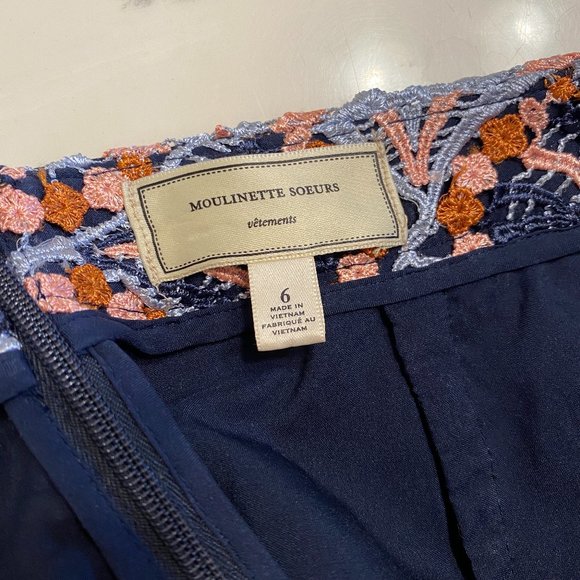 MOULINETTE SOEURS
vêtements
6
MADE IN
VIETNAM
FABRIQUÉ AU
VIETNAM